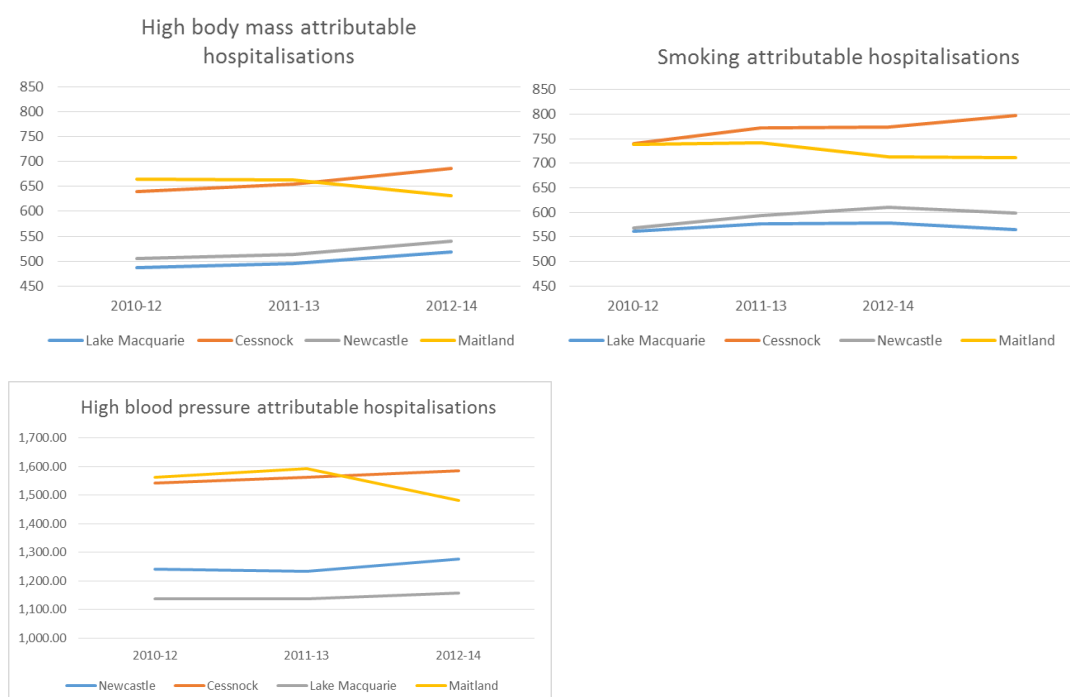 High body mass attributable
hospitalisations
850
800
750
700
650
600
550
500
450
2010-12 2011-13 2012-14
Lake Macquarie Cessnock Newcastle Maitland
Smoking attributable hospitalisations
850
800
750
700
650
600
550
500
450
2010-12 2011-13 2012-14
Lake Macquarie Cessnock Newcastle Maitland
High blood pressure attributable hospitalisations
1,700.00
1,600.00
1,500.00
1,400.00
1,300.00
1,200.00
1,100.00
1,000.00
2010-12 2011-13 2012-14
Newcastle Cessnock Lake Macquarie Maitland